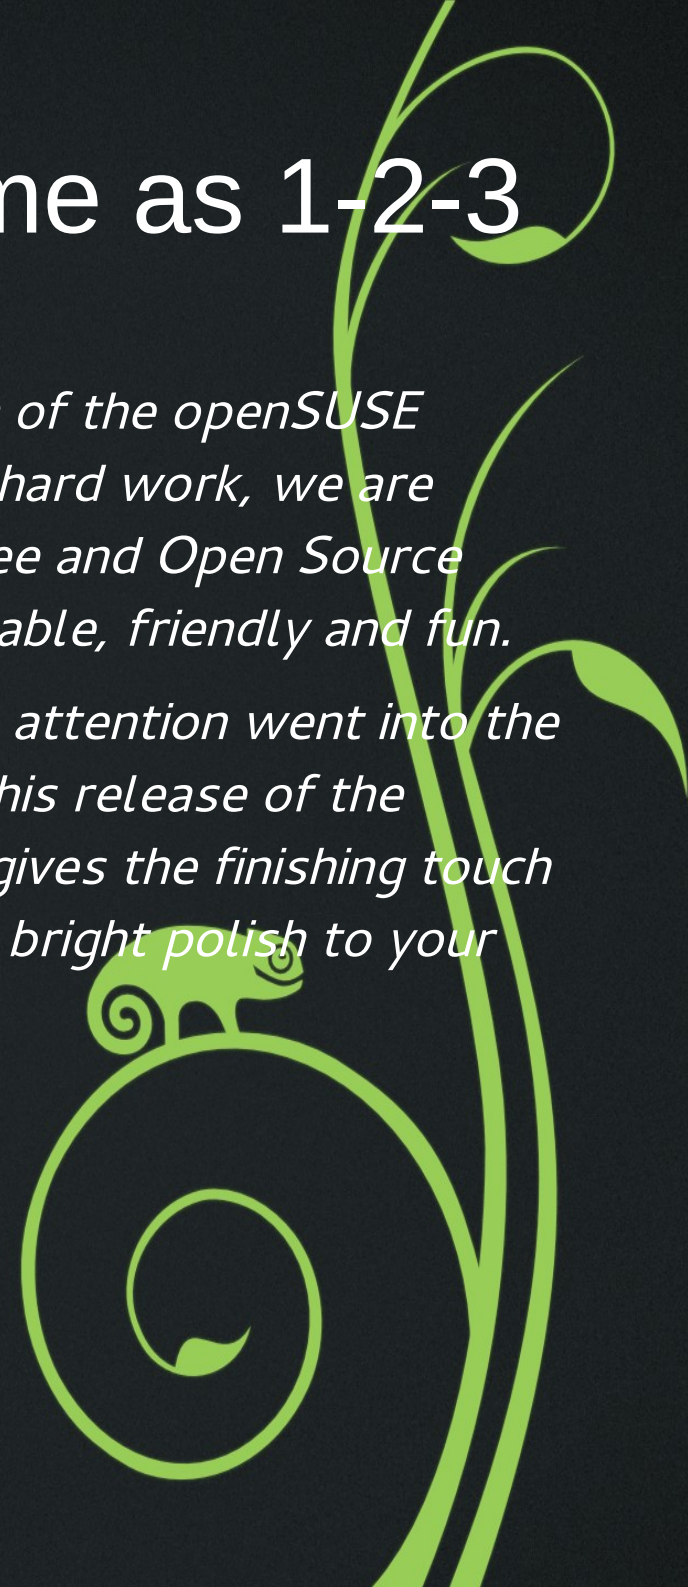 me as 1-2-3
of the openSUSE
hard work, we are
ee and Open Source
able, friendly and fun.
attention went into the
his release of the
gives the finishing touch
bright polish to your